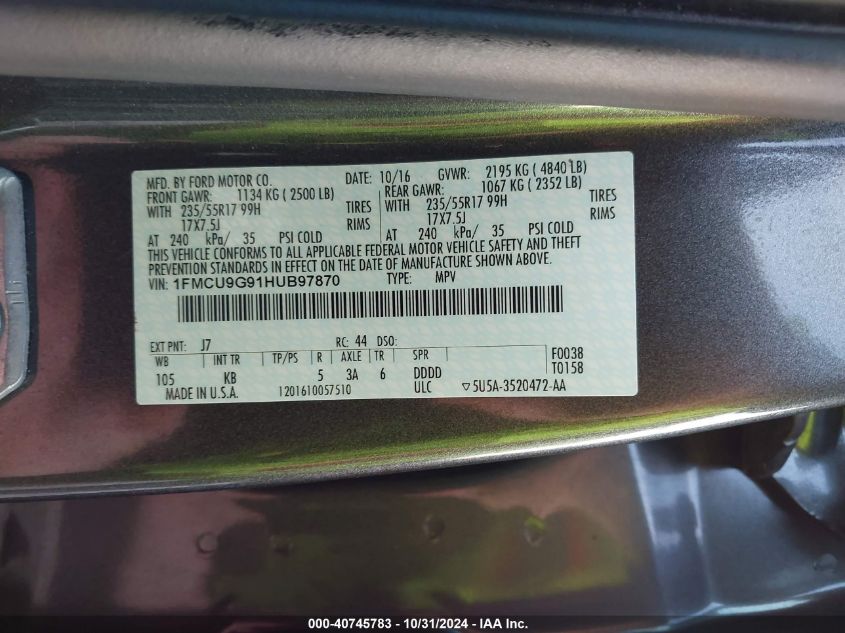 MFD. BY FORD MOTOR CO. DATE: 10/16 GVWR: 2195 KG ( 4840 LB)
FRONT GAWR: 1134 KG ( 2500 LB) REAR GAWR: 1067 KG ( 2352 LB)
WITH 235/55R17 99H TIRES WITH 235/55R17 99H TIRES
17X7.5J RIMS 17X7.5J RIMS
AT 240 kPa/ 35 PSI COLD AT 240 kPa/ 35 PSI COLD
THIS VEHICLE CONFORMS TO ALL APPLICABLE FEDERAL MOTOR VEHICLE SAFETY AND THEFT
PREVENTION STANDARDS IN EFFECT ON THE DATE OF MANUFACTURE SHOWN ABOVE.
VIN: 1FMCU9G91HUB97870 TYPE: MPV
EXT PNT: J7 RC: 44 DSO:
WB INT TR TP/PS R AXLE TR SPR F0038
105 KB 5 3A 6 DDDD T0158
MADE IN U.S.A. 1201610057510 ULC ▽5U5A-3520472-AA
000-40745783 - 10/31/2024 - IAA Inc.